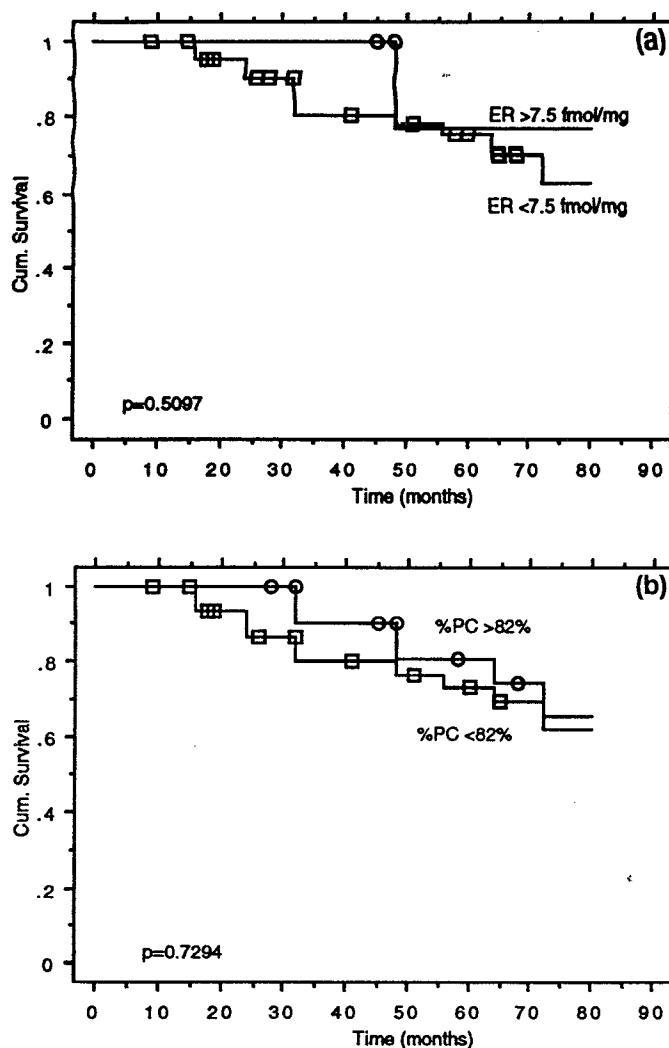 (a)
1
.8
.6
.4
.2
0
Cum. Survival
ER >7.5 fmol/mg
ER <7.5 fmol/mg
p=0.5097
0 10 20 30 40 50 60 70 80 90
Time (months)
(b)
1
.8
.6
.4
.2
0
Cum. Survival
%PC >82%
%PC <82%
p=0.7294
0 10 20 30 40 50 60 70 80 90
Time (months)